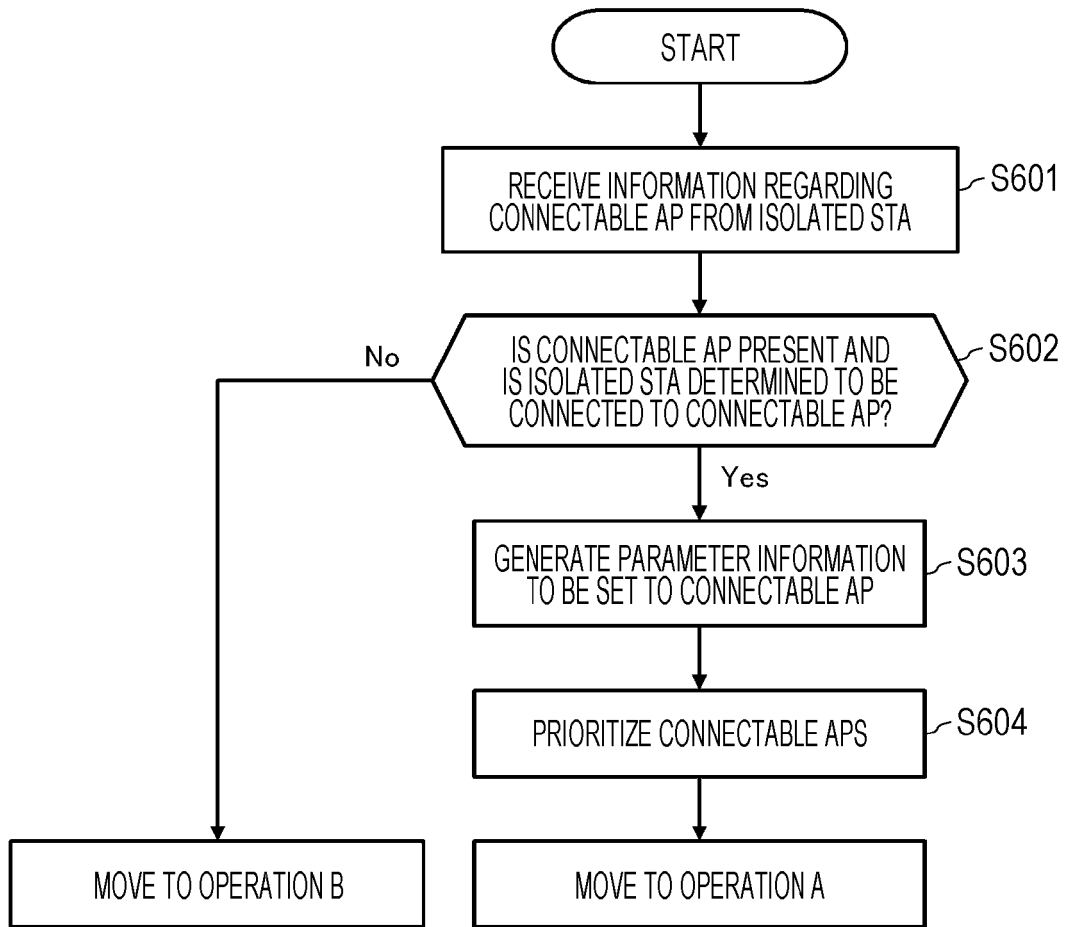 START
RECEIVE INFORMATION REGARDING
CONNECTABLE AP FROM ISOLATED STA
S601
IS CONNECTABLE AP PRESENT AND
IS ISOLATED STA DETERMINED TO BE
CONNECTED TO CONNECTABLE AP?
S602
No
Yes
GENERATE PARAMETER INFORMATION
TO BE SET TO CONNECTABLE AP
S603
PRIORITIZE CONNECTABLE APS
S604
MOVE TO OPERATION B
MOVE TO OPERATION A